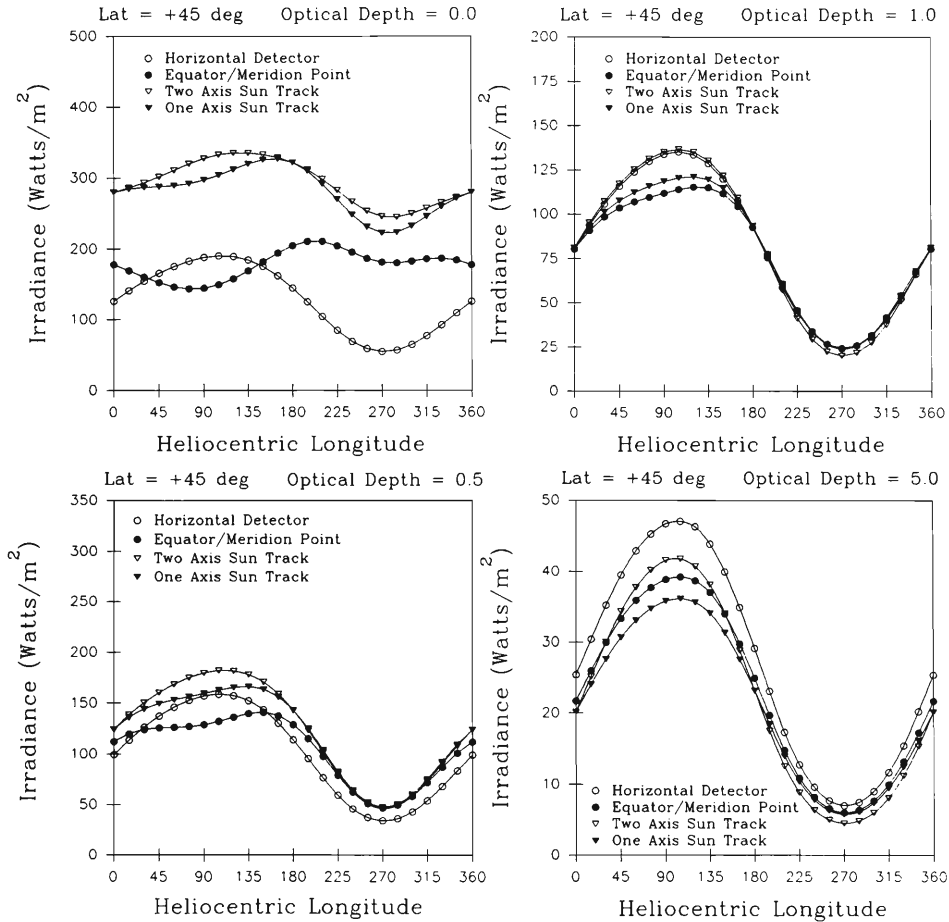 Lat = +45 deg Optical Depth = 0.0
Irradiance (Watts/m²)
500
400
300
200
100
0
Horizontal Detector
Equator/Meridion Point
Two Axis Sun Track
One Axis Sun Track
0 45 90 135 180 225 270 315 360
Heliocentric Longitude
Lat = +45 deg Optical Depth = 1.0
Irradiance (Watts/m²)
200
175
150
125
100
75
50
25
0
Horizontal Detector
Equator/Meridion Point
Two Axis Sun Track
One Axis Sun Track
0 45 90 135 180 225 270 315 360
Heliocentric Longitude
Lat = +45 deg Optical Depth = 0.5
Irradiance (Watts/m²)
350
300
250
200
150
100
50
0
Horizontal Detector
Equator/Meridion Point
Two Axis Sun Track
One Axis Sun Track
0 45 90 135 180 225 270 315 360
Heliocentric Longitude
Lat = +45 deg Optical Depth = 5.0
Irradiance (Watts/m²)
50
40
30
20
10
0
Horizontal Detector
Equator/Meridion Point
Two Axis Sun Track
One Axis Sun Track
0 45 90 135 180 225 270 315 360
Heliocentric Longitude